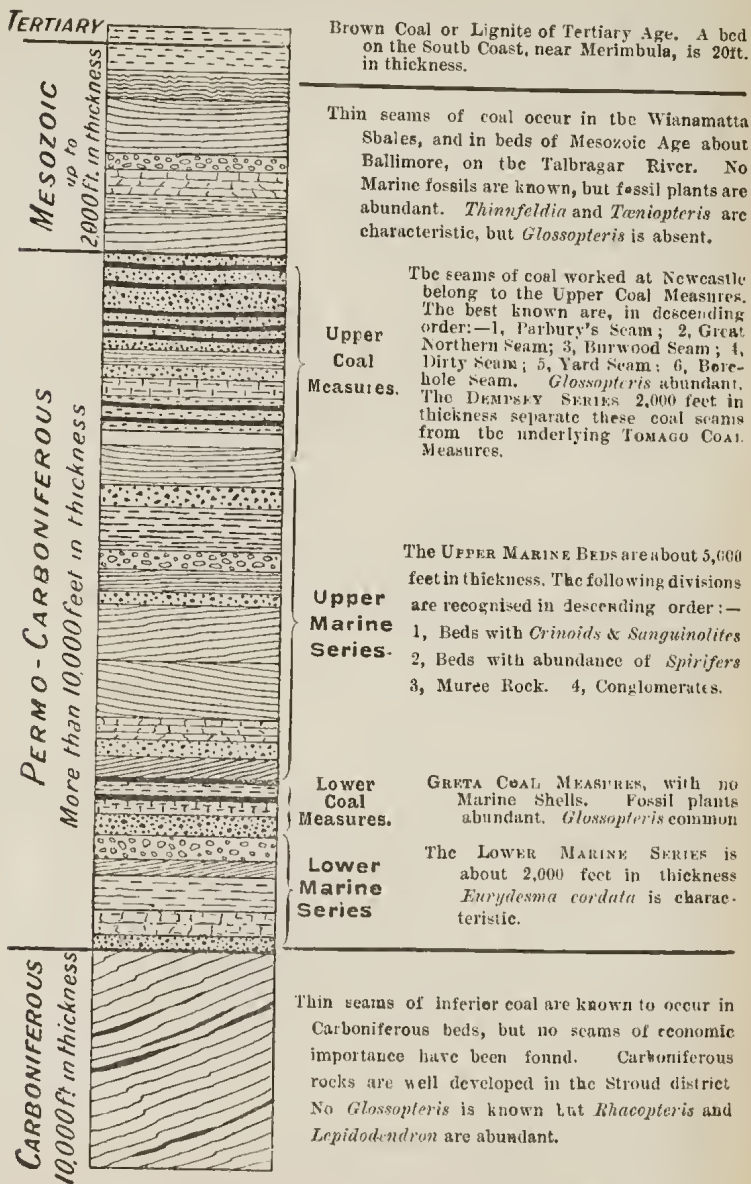 TERTIARY
Brown Coal or Lignite of Tertiary Age. A bed
on the South Coast, near Merimbula, is 20ft.
in thickness.
MESOZOIC
up to
2,000 ft. in thickness
Thin seams of coal occur in the Wianamatta
Shales, and in beds of Mesozoic Age about
Ballimore, on the Talbragar River. No
Marine fossils are known, but fossil plants are
abundant. Thinnfeldia and Tæniopteris are
characteristic, but Glossopteris is absent.
PERMO-CARBONIFEROUS
More than 10,000 feet in thickness
Upper
Coal
Measures.
The seams of coal worked at Newcastle
belong to the Upper Coal Measures.
The best known are, in descending
order:—1, Parbury's Seam; 2, Great
Northern Seam; 3, Burwood Seam; 4,
Dirty Seam; 5, Yard Seam; 6, Bore-
hole Seam. Glossopteris abundant.
The DEMPSEY SERIES 2,000 feet in
thickness separate these coal seams
from the underlying TOMAGO COAL
Measures.
Upper
Marine
Series.
The UPPER MARINE BEDS are about 5,000
feet in thickness. The following divisions
are recognised in descending order:—
1, Beds with Crinoids & Sanguinolites
2, Beds with abundance of Spirifers
3, Muree Rock. 4, Conglomerates.
Lower
Coal
Measures.
GRETA COAL MEASURES, with no
Marine Shells. Fossil plants
abundant. Glossopteris common
Lower
Marine
Series
The LOWER MARINE SERIES is
about 2,000 feet in thickness
Eurydesma cordata is charac-
teristic.
CARBONIFEROUS
10,000 ft in thickness
Thin seams of inferior coal are known to occur in
Carboniferous beds, but no seams of economic
importance have been found. Carboniferous
rocks are well developed in the Stroud district
No Glossopteris is known but Rhacopteris and
Lepidodendron are abundant.